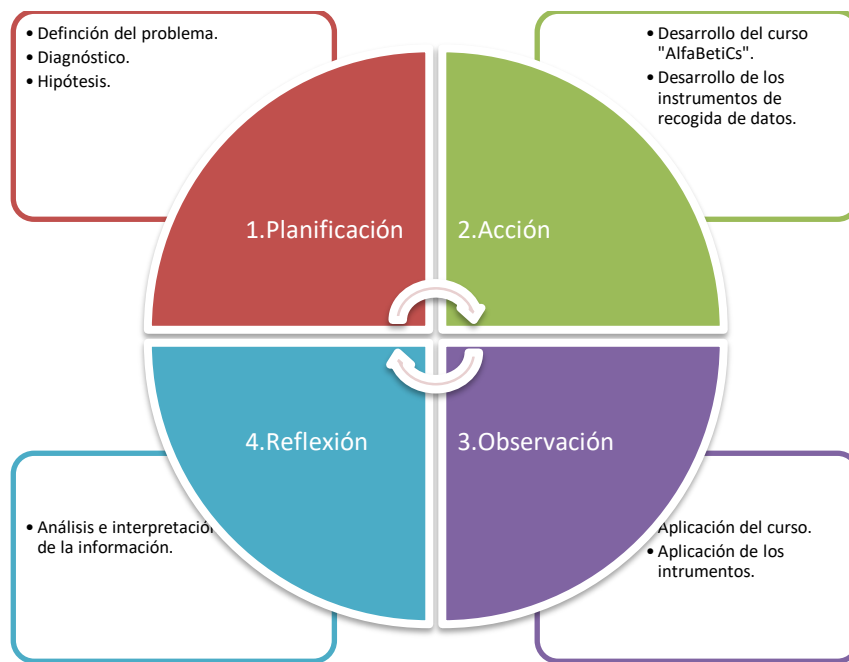 • Definción del problema.
• Diagnóstico.
• Hipótesis.
• Desarrollo del curso
"AlfaBetiCs".
• Desarrollo de los
instrumentos de
recogida de datos.
1.Planificación
2.Acción
4.Reflexión
3.Observación
• Análisis e interpretación
de la información.
Aplicación del curso.
• Aplicación de los
intrumentos.